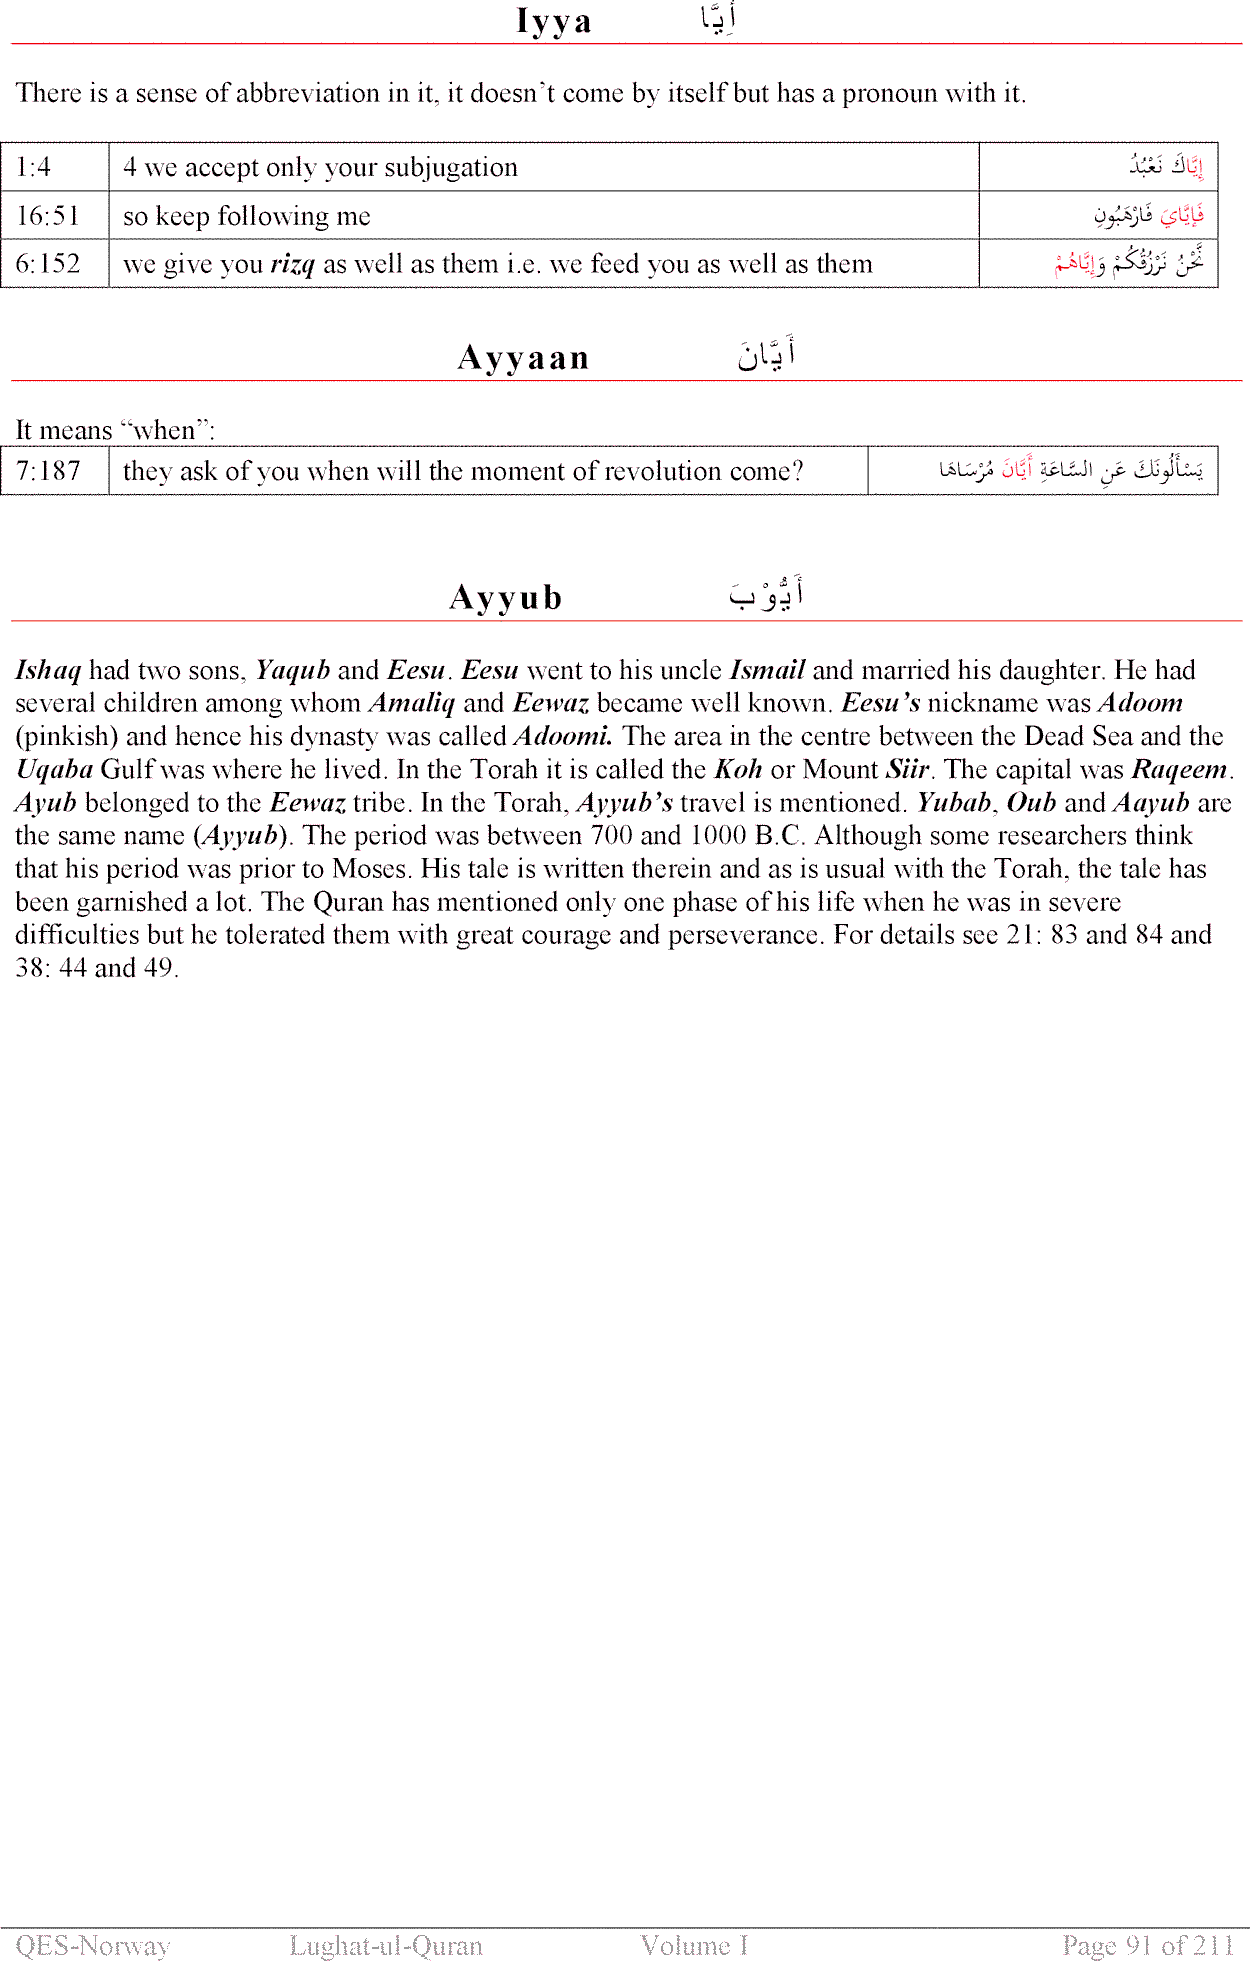 Iyya أِيَّا
There is a sense of abbreviation in it, it doesn’t come by itself but has a pronoun with it.
1:4 4 we accept only your subjugation إِيَّاكَ نَعْبُدُ
16:51 so keep following me فَإيَّايَ فَارْهَبُونِ
6:152 we give you rizq as well as them i.e. we feed you as well as them نَّحْنُ نَرْزُقُكُمْ وَإِيَّاهُمْ
Ayyaan أَيَّانَ
It means “when”:
7:187 they ask of you when will the moment of revolution come? يَسْأَلُونَكَ عَنِ السَّاعَةِ أَيَّانَ مُرْسَاهَا
Ayyub أَيُّوْبَ
Ishaq had two sons, Yaqub and Eesu. Eesu went to his uncle Ismail and married his daughter. He had
several children among whom Amaliq and Eewaz became well known. Eesu’s nickname was Adoom
(pinkish) and hence his dynasty was called Adoomi. The area in the centre between the Dead Sea and the
Uqaba Gulf was where he lived. In the Torah it is called the Koh or Mount Siir. The capital was Raqeem.
Ayub belonged to the Eewaz tribe. In the Torah, Ayyub’s travel is mentioned. Yubab, Oub and Aayub are
the same name (Ayyub). The period was between 700 and 1000 B.C. Although some researchers think
that his period was prior to Moses. His tale is written therein and as is usual with the Torah, the tale has
been garnished a lot. The Quran has mentioned only one phase of his life when he was in severe
difficulties but he tolerated them with great courage and perseverance. For details see 21: 83 and 84 and
38: 44 and 49.
QES-Norway Lughat-ul-Quran Volume I Page 91 of 211